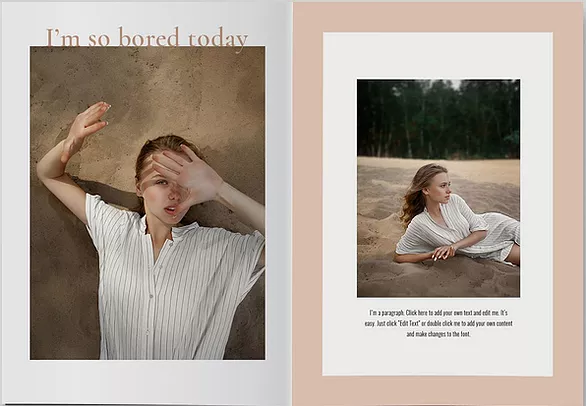 I'm so bored today
I'm a paragraph. Click here to add your own text and edit me. It's
easy. Just click "Edit Text" or double click me to add your own content
and make changes to the font.